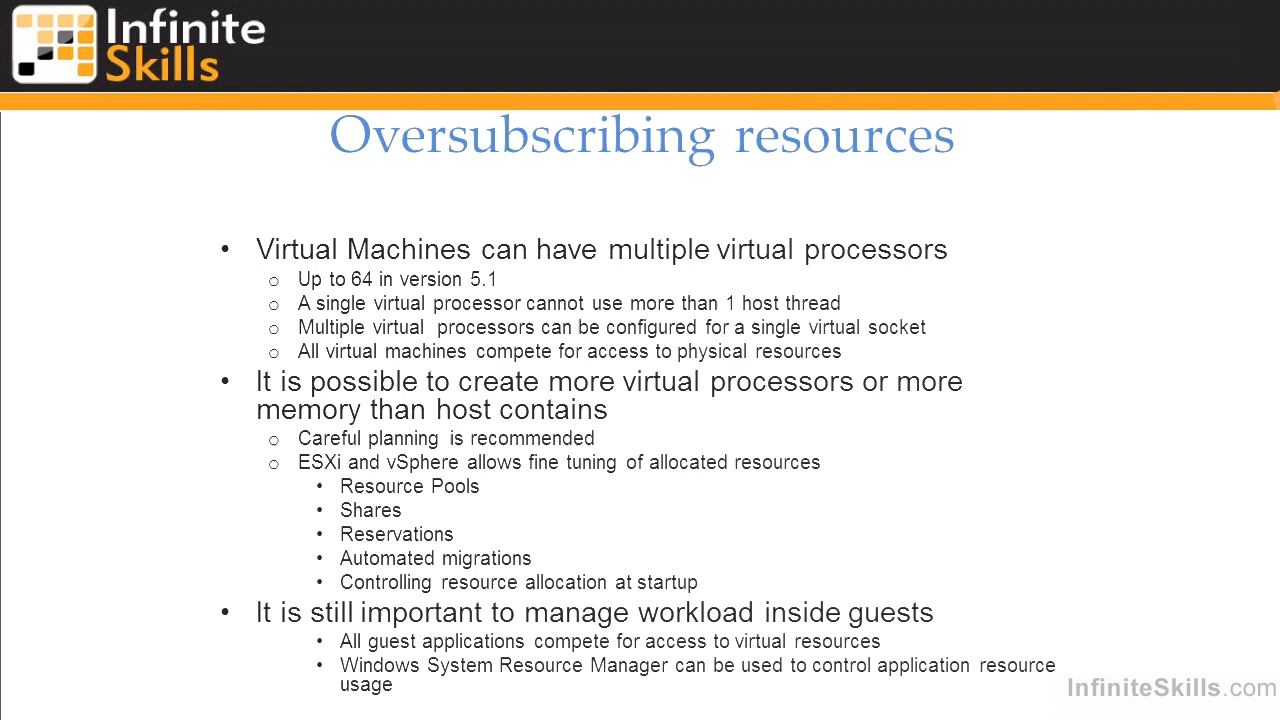 Infinite
Skills
Oversubscribing resources
• Virtual Machines can have multiple virtual processors
o Up to 64 in version 5.1
o A single virtual processor cannot use more than 1 host thread
o Multiple virtual processors can be configured for a single virtual socket
o All virtual machines compete for access to physical resources
• It is possible to create more virtual processors or more
memory than host contains
o Careful planning is recommended
o ESXi and vSphere allows fine tuning of allocated resources
• Resource Pools
• Shares
• Reservations
• Automated migrations
• Controlling resource allocation at startup
• It is still important to manage workload inside guests
• All guest applications compete for access to virtual resources
• Windows System Resource Manager can be used to control application resource
usage
InfiniteSkills.com